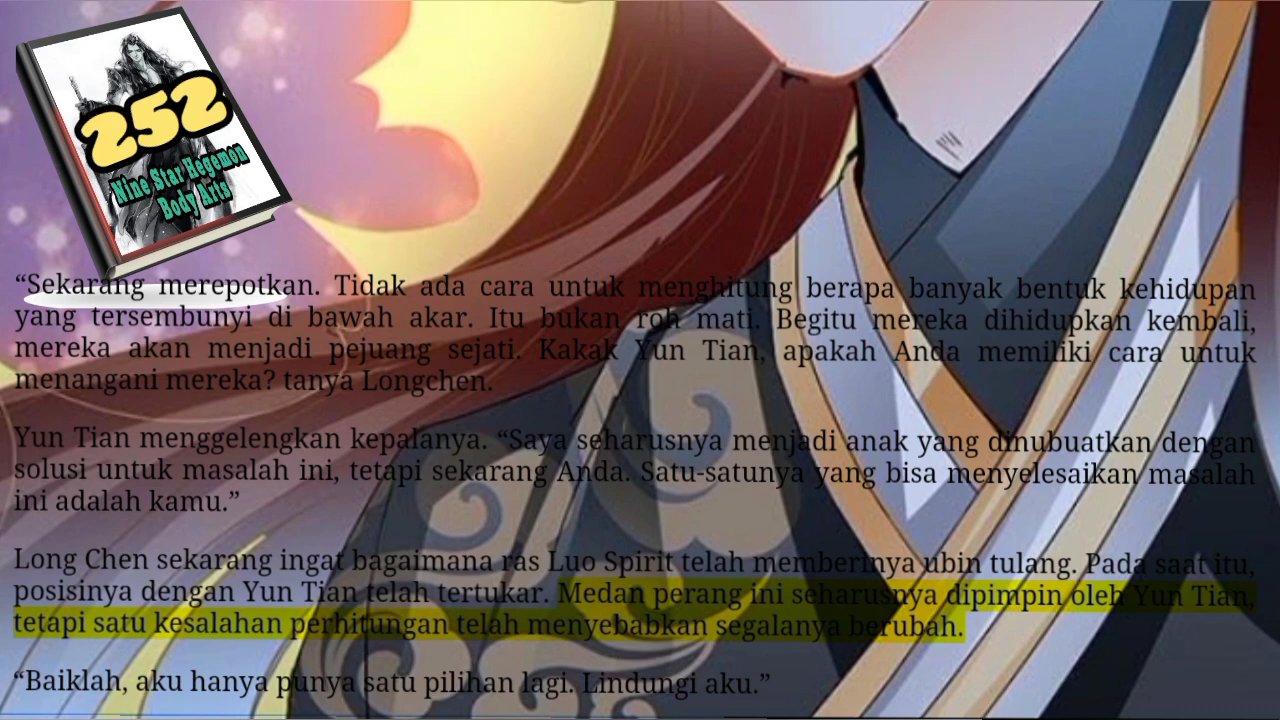 252
Nine Star Hegemon
Body Arts
“Sekarang merepotkan. Tidak ada cara untuk menghitung berapa banyak bentuk kehidupan
yang tersembunyi di bawah akar. Itu bukan roh mati. Begitu mereka dihidupkan kembali,
mereka akan menjadi pejuang sejati. Kakak Yun Tian, apakah Anda memiliki cara untuk
menangani mereka? tanya Longchen.
Yun Tian menggelengkan kepalanya. “Saya seharusnya menjadi anak yang dinubuatkan dengan
solusi untuk masalah ini, tetapi sekarang Anda. Satu-satunya yang bisa menyelesaikan masalah
ini adalah kamu.”
Long Chen sekarang ingat bagaimana ras Luo Spirit telah memberinya ubin tulang. Pada saat itu,
posisinya dengan Yun Tian telah tertukar. Medan perang ini seharusnya dipimpin oleh Yun Tian,
tetapi satu kesalahan perhitungan telah menyebabkan segalanya berubah.
“Baiklah, aku hanya punya satu pilihan lagi. Lindungi aku.”